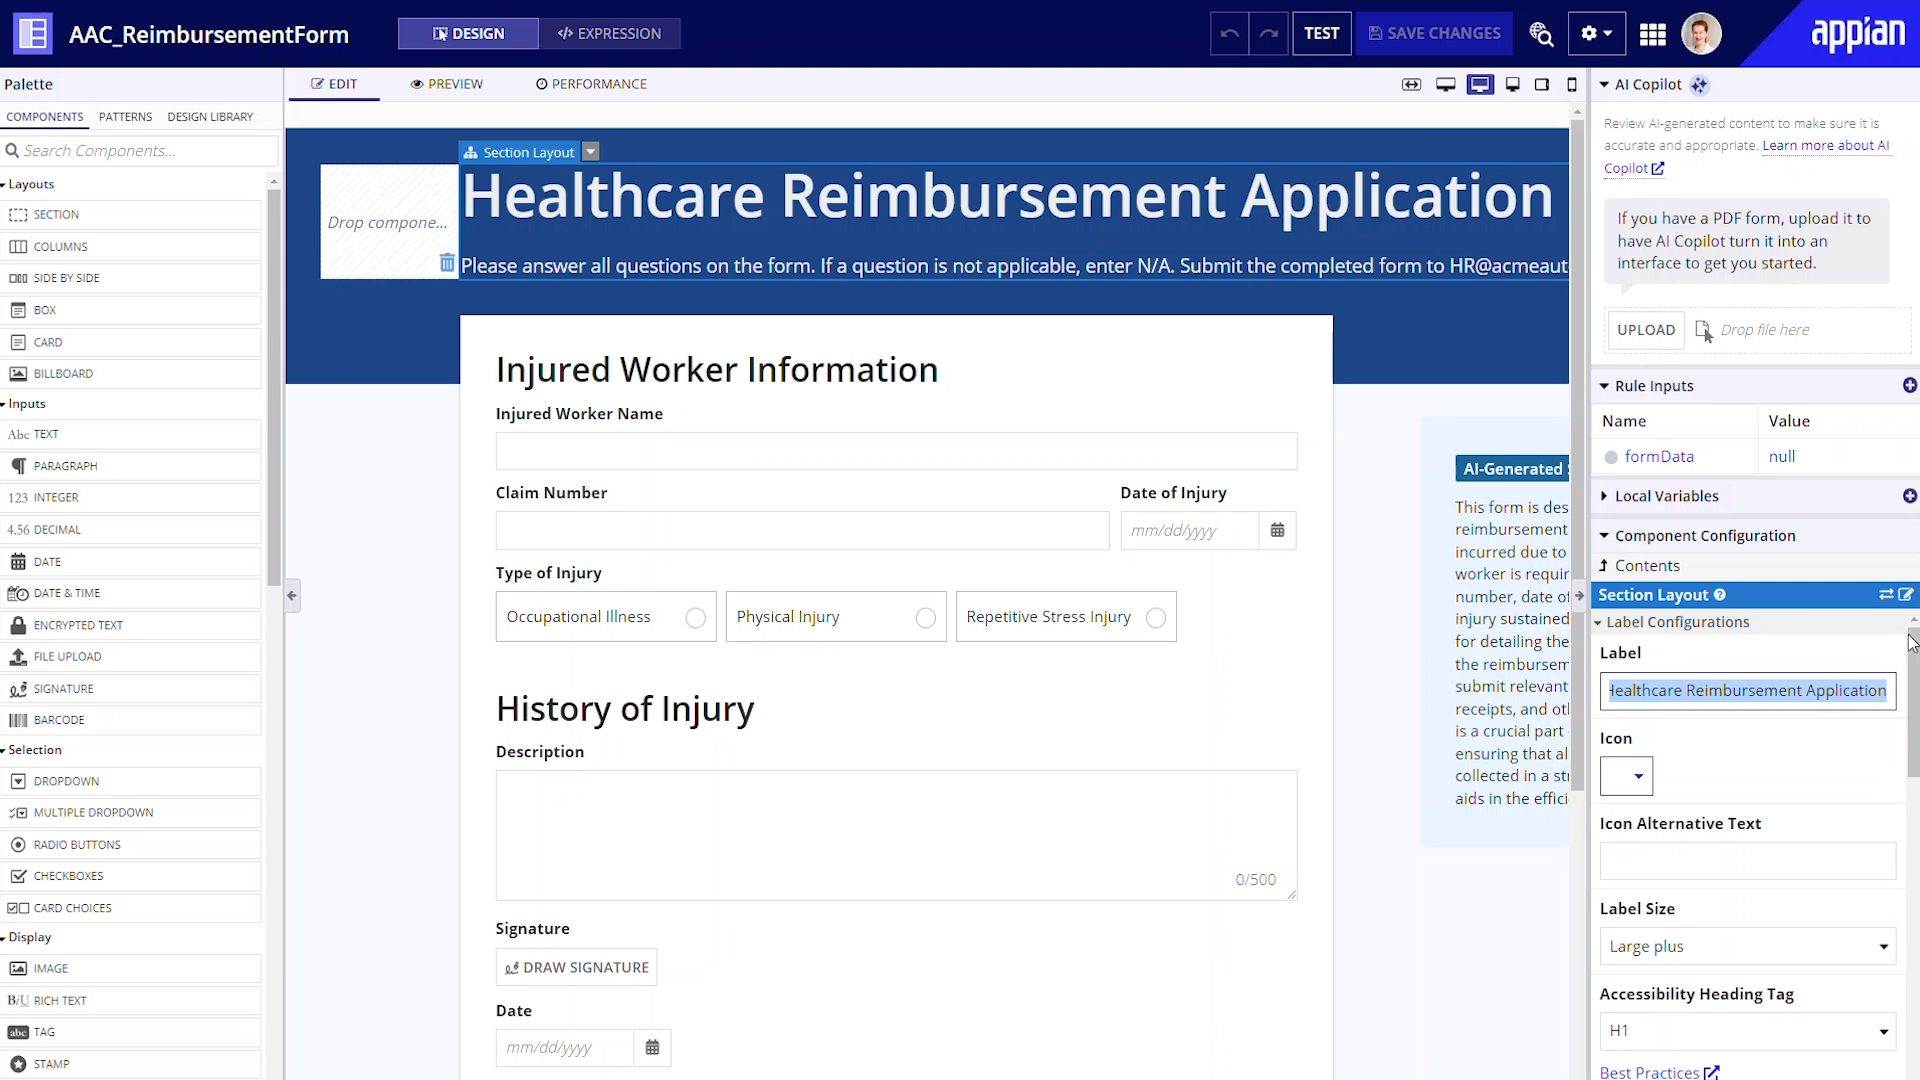 AAC_ReimbursementForm
DESIGN
EXPRESSION
TEST
SAVE CHANGES
appian
Palette
COMPONENTS
PATTERNS
DESIGN LIBRARY
Search Components...
Layouts
SECTION
COLUMNS
SIDE BY SIDE
BOX
CARD
BILLBOARD
Inputs
Abc TEXT
PARAGRAPH
123 INTEGER
4.56 DECIMAL
DATE
DATE & TIME
ENCRYPTED TEXT
FILE UPLOAD
SIGNATURE
BARCODE
Selection
DROPDOWN
MULTIPLE DROPDOWN
RADIO BUTTONS
CHECKBOXES
CARD CHOICES
Display
IMAGE
B/U RICH TEXT
abc TAG
STAMP
EDIT
PREVIEW
PERFORMANCE
Section Layout
Drop compone...
Healthcare Reimbursement Application
Please answer all questions on the form. If a question is not applicable, enter N/A. Submit the completed form to HR@acmeaut
Injured Worker Information
Injured Worker Name
Claim Number
Date of Injury
mm/dd/yyyy
Type of Injury
Occupational Illness
Physical Injury
Repetitive Stress Injury
History of Injury
Description
0/500
Signature
DRAW SIGNATURE
Date
mm/dd/yyyy
AI-Generated
This form is des
reimbursement
incurred due to
worker is requir
number, date of
injury sustained
for detailing the
the reimbursem
submit relevant
receipts, and ot
is a crucial part
ensuring that al
collected in a st
aids in the effici
AI Copilot
Review AI-generated content to make sure it is
accurate and appropriate. Learn more about AI
Copilot
If you have a PDF form, upload it to
have AI Copilot turn it into an
interface to get you started.
UPLOAD
Drop file here
Rule Inputs
Name
Value
formData
null
Local Variables
Component Configuration
Contents
Section Layout
Label Configurations
Label
Healthcare Reimbursement Application
Icon
Icon Alternative Text
Label Size
Large plus
Accessibility Heading Tag
H1
Best Practices